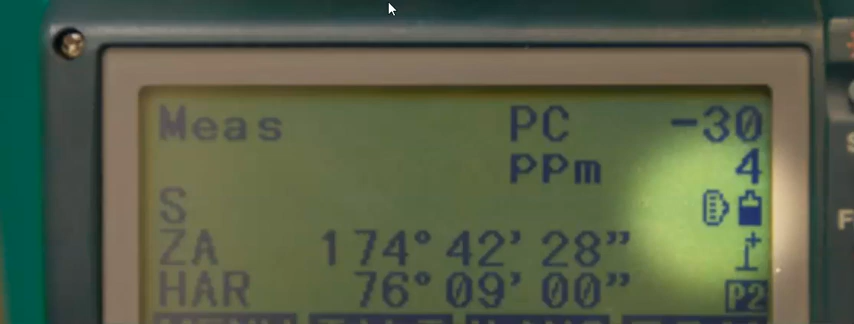 Meas PC -30
ppm 4
S
ZA 174° 42' 28"
HAR 76° 09' 00"
P2